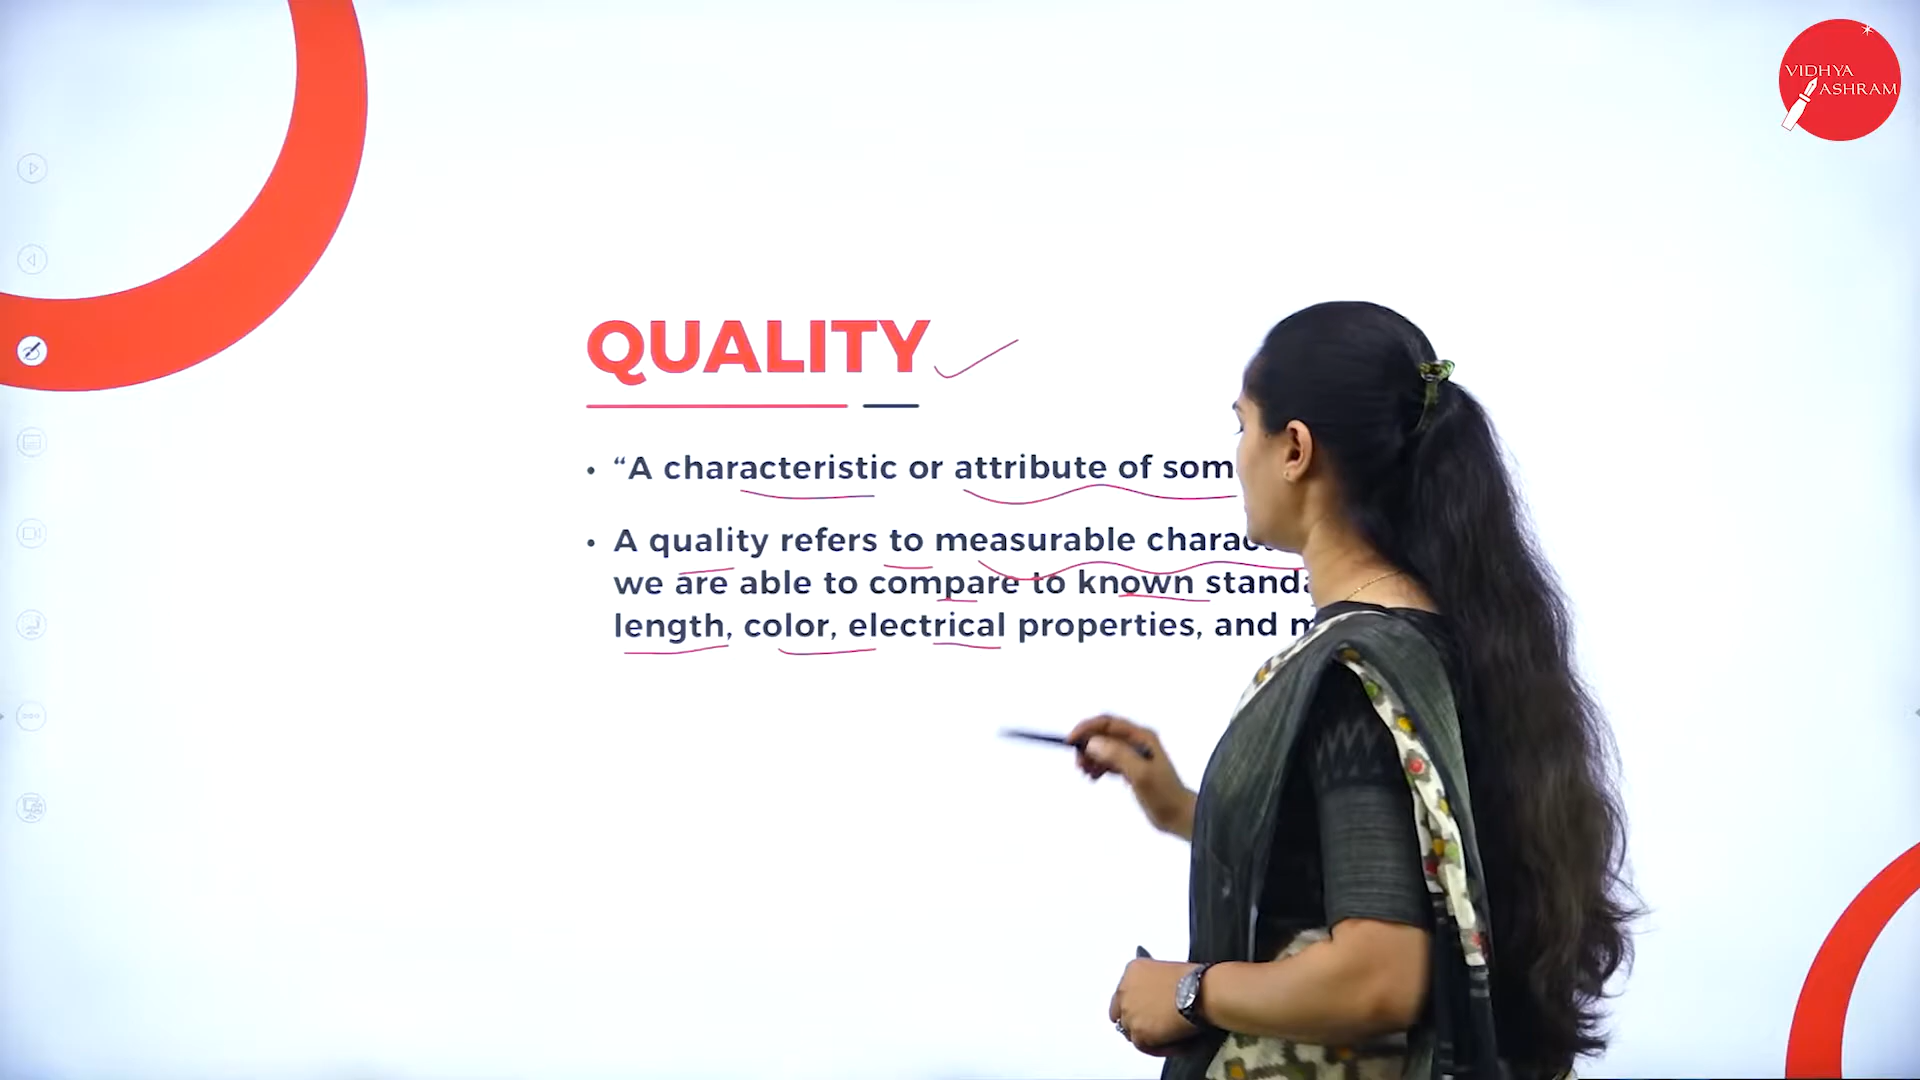 VIDHYA
ASHRAM
QUALITY
• “A characteristic or attribute of som
• A quality refers to measurable charac
we are able to compare to known standa
length, color, electrical properties, and m